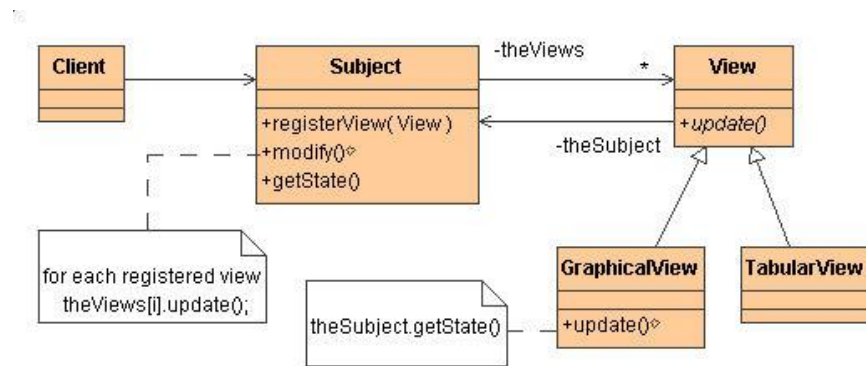 Client
Subject
-theViews
*
View
+registerView( View )
+modify()
+getState()
+update()
-theSubject
for each registered view
theViews[i].update();
GraphicalView
TabularView
theSubject.getState()
+update()